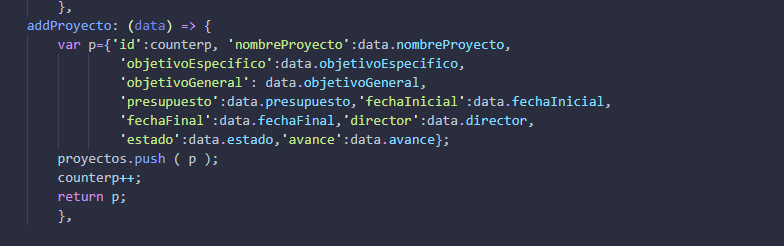 },
addProyecto: (data) => {
var p={'id':counterp, 'nombreProyecto':data.nombreProyecto,
'objetivoEspecifico':data.objetivoEspecifico,
'objetivoGeneral': data.objetivoGeneral,
'presupuesto':data.presupuesto,'fechaInicial':data.fechaInicial,
'fechaFinal':data.fechaFinal,'director':data.director,
'estado':data.estado,'avance':data.avance};
proyectos.push ( p );
counterp++;
return p;
},